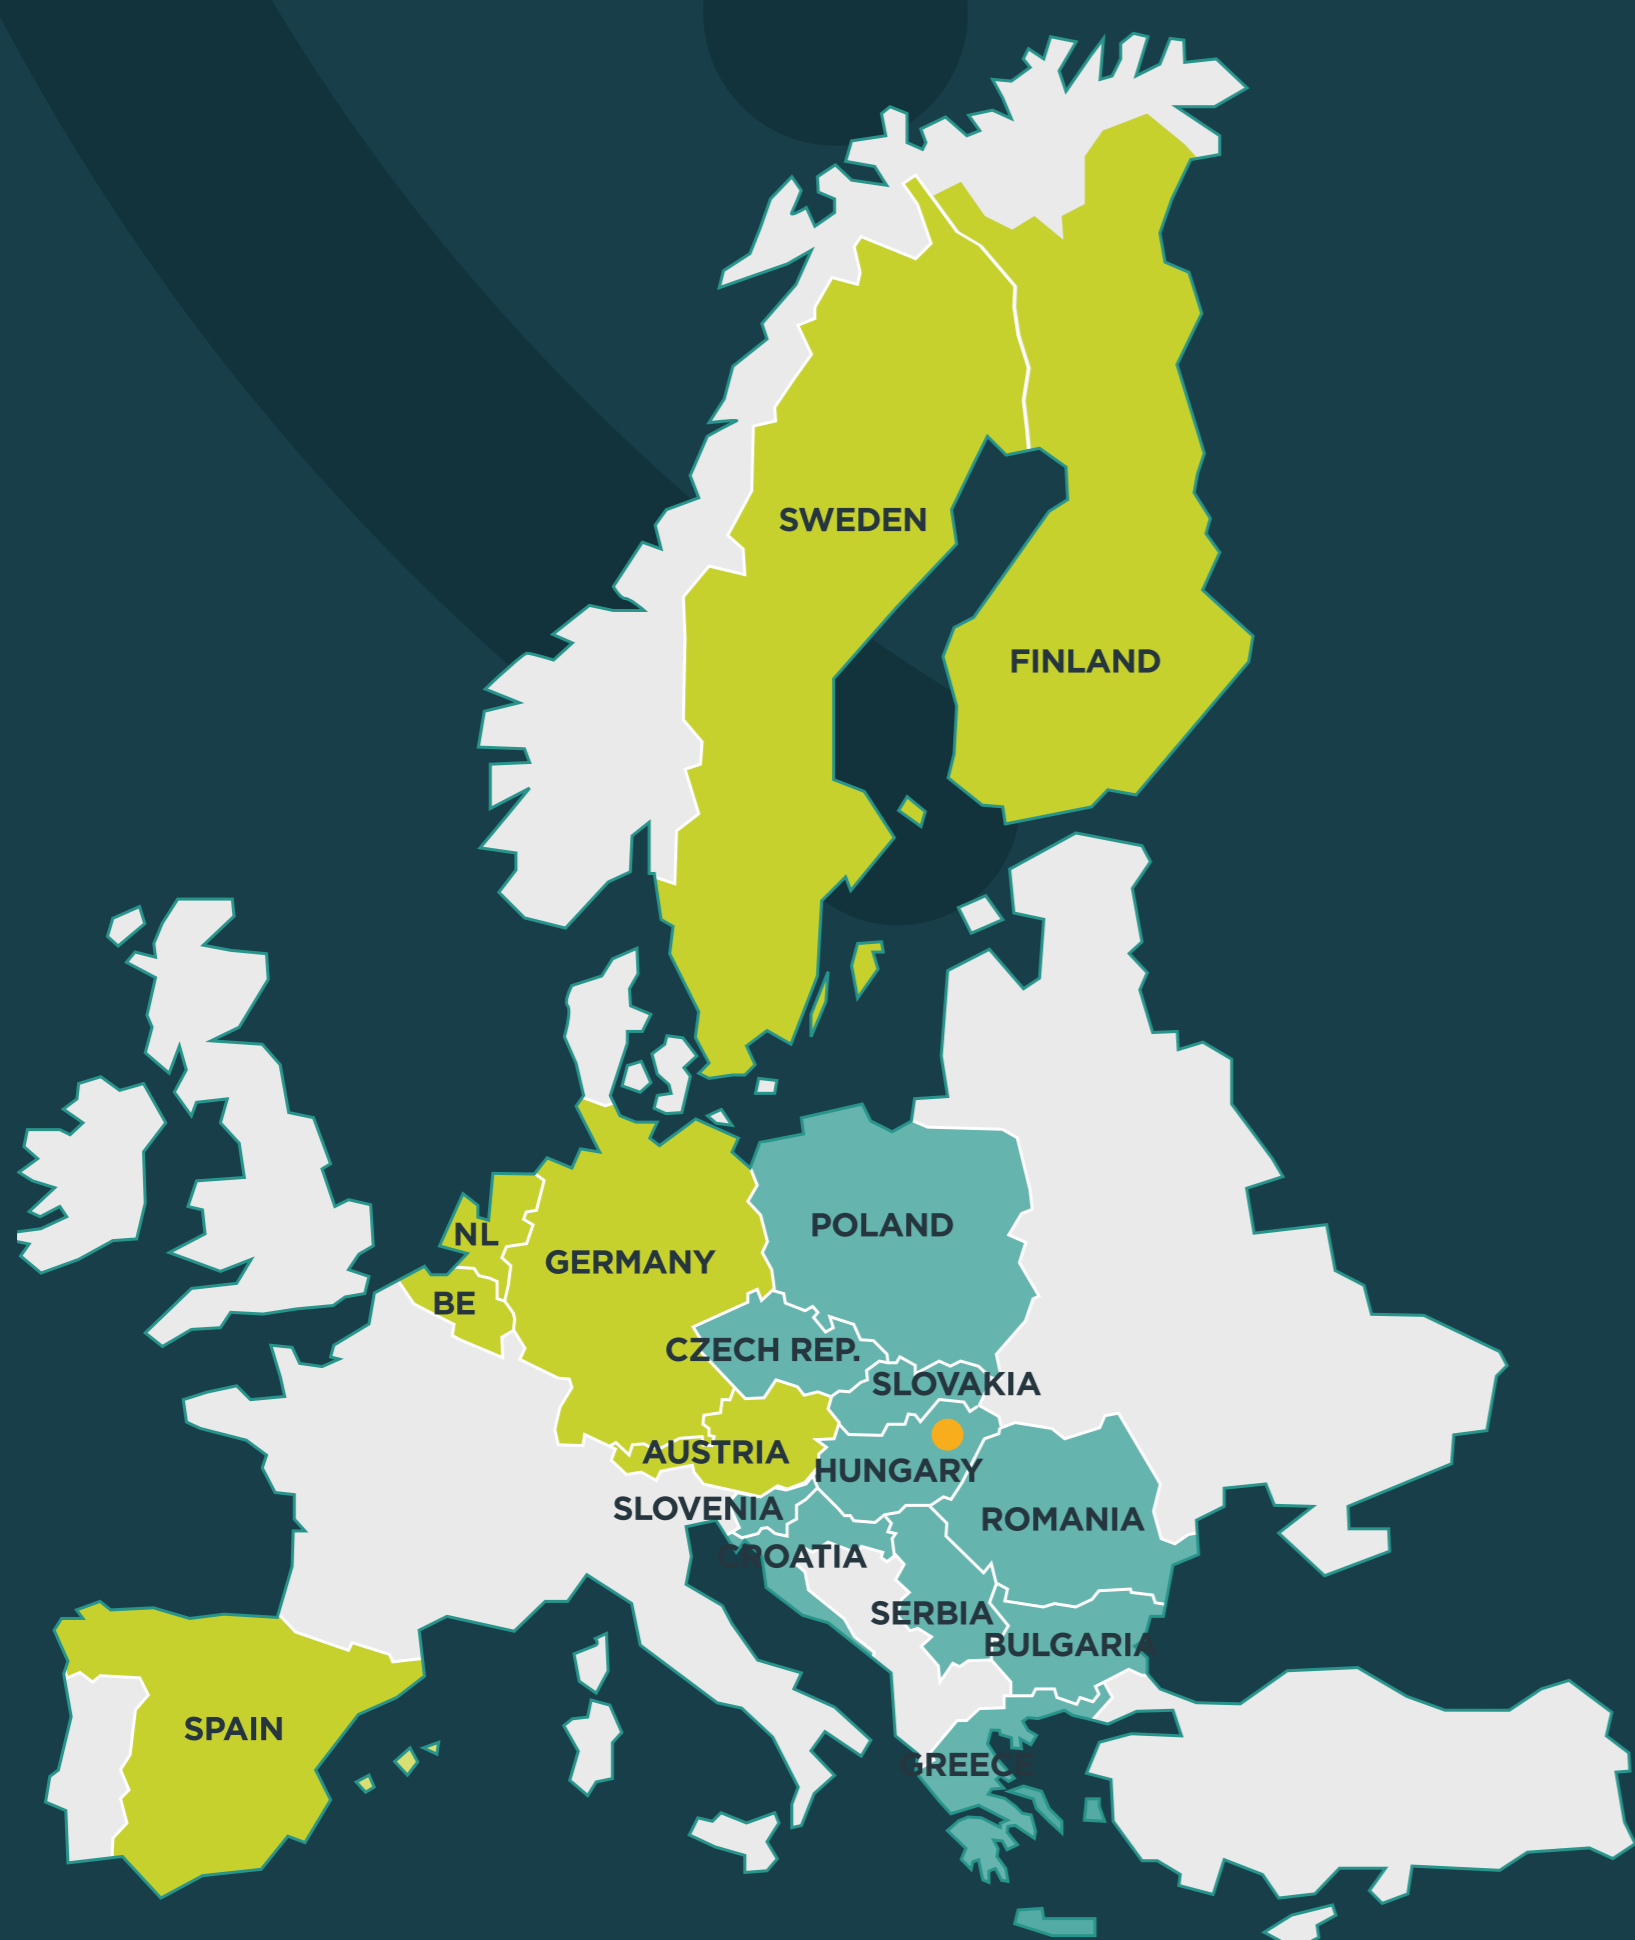 SWEDEN
FINLAND
POLAND
NL
GERMANY
BE
CZECH REP.
SLOVAKIA
AUSTRIA
HUNGARY
SLOVENIA
ROMANIA
CROATIA
SERBIA
BULGARIA
SPAIN
GREECE